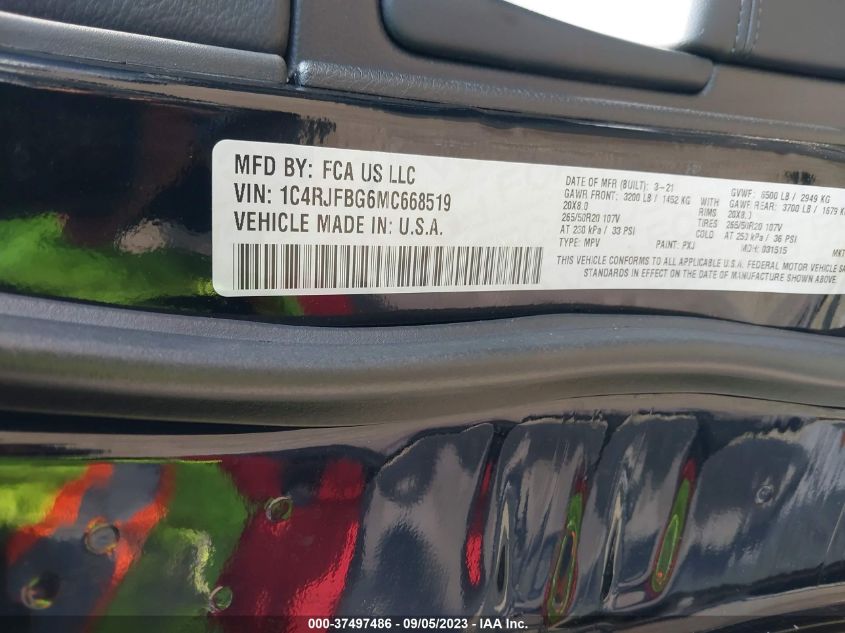 MFD BY: FCA US LLC
VIN: 1C4RJFBG6MC668519
VEHICLE MADE IN: U.S.A.
DATE OF MFR (BUILT): 3-21 GVWF: 6500 LB / 2949 KG
GAWR FRONT: 3200 LB / 1452 KG WITH GAWR REAR: 3700 LB / 1679 KG
20X8.0 RIMS 20X8.0
265/50R20 107V TIRES 265/50R20 107V
AT 230 kPa / 33 PSI COLD AT 250 kPa / 36 PSI
TYPE: MPV PAINT: PXJ MDH: 031515 MKT
THIS VEHICLE CONFORMS TO ALL APPLICABLE U.S.A. FEDERAL MOTOR VEHICLE SA
STANDARDS IN EFFECT ON THE DATE OF MANUFACTURE SHOWN ABOVE
000-37497486 - 09/05/2023 - IAA Inc.